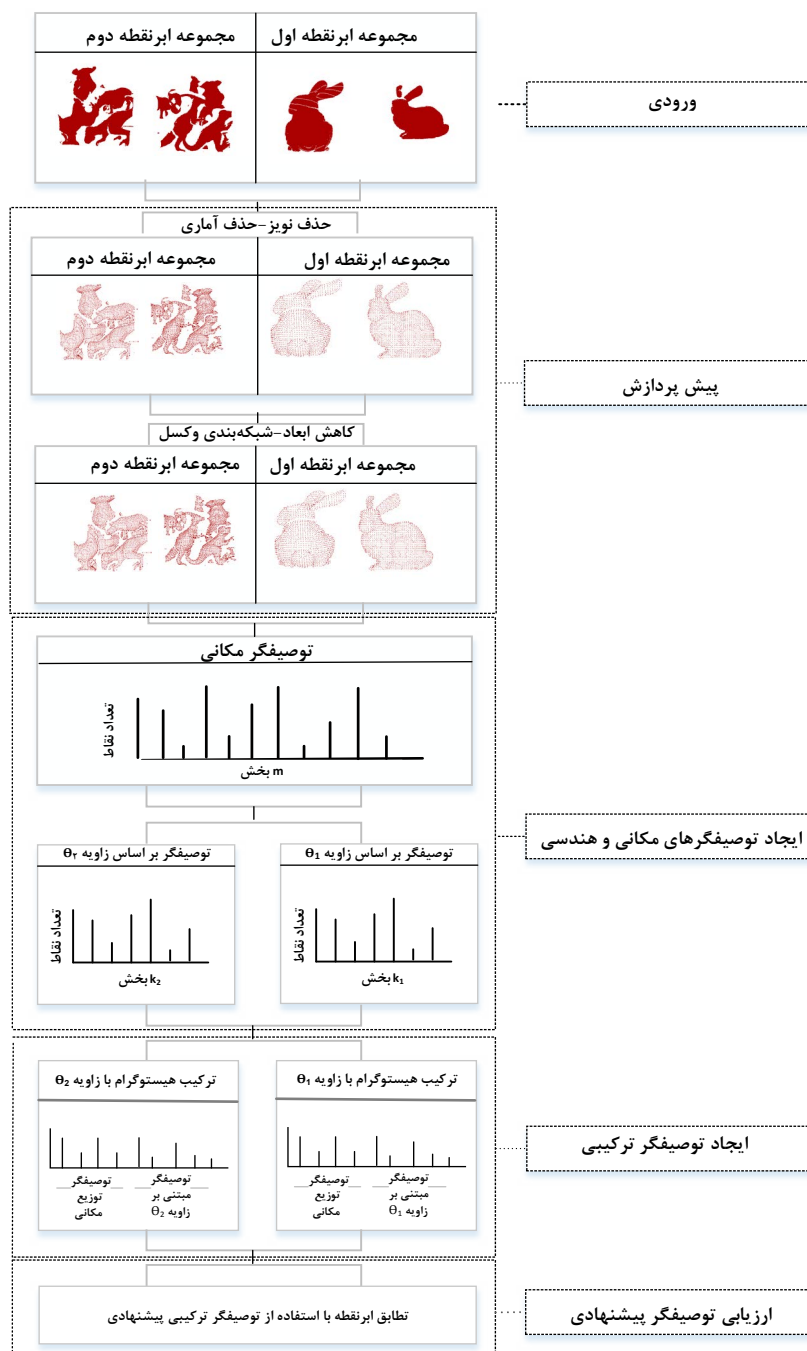 مجموعه ابرنقطه اول
مجموعه ابرنقطه دوم
ورودی
حذف نویز-حذف آماری
مجموعه ابرنقطه اول
مجموعه ابرنقطه دوم
پیش پردازش
کاهش ابعاد-شبکه‌بندی وکسل
مجموعه ابرنقطه اول
مجموعه ابرنقطه دوم
توصیفگر مکانی
تعداد نقاط
m بخش
ایجاد توصیفگرهای مکانی و هندسی
توصیفگر بر اساس زاویه θ₁
تعداد نقاط
k₁ بخش
توصیفگر بر اساس زاویه θ۲
تعداد نقاط
k₂ بخش
ترکیب هیستوگرام با زاویه θ₁
توصیفگر
مبتنی بر
زاویه θ₁
توصیفگر
توزیع
مکانی
ترکیب هیستوگرام با زاویه θ₂
توصیفگر
مبتنی بر
زاویه θ₂
توصیفگر
توزیع
مکانی
ایجاد توصیفگر ترکیبی
تطابق ابرنقطه با استفاده از توصیفگر ترکیبی پیشنهادی
ارزیابی توصیفگر پیشنهادی